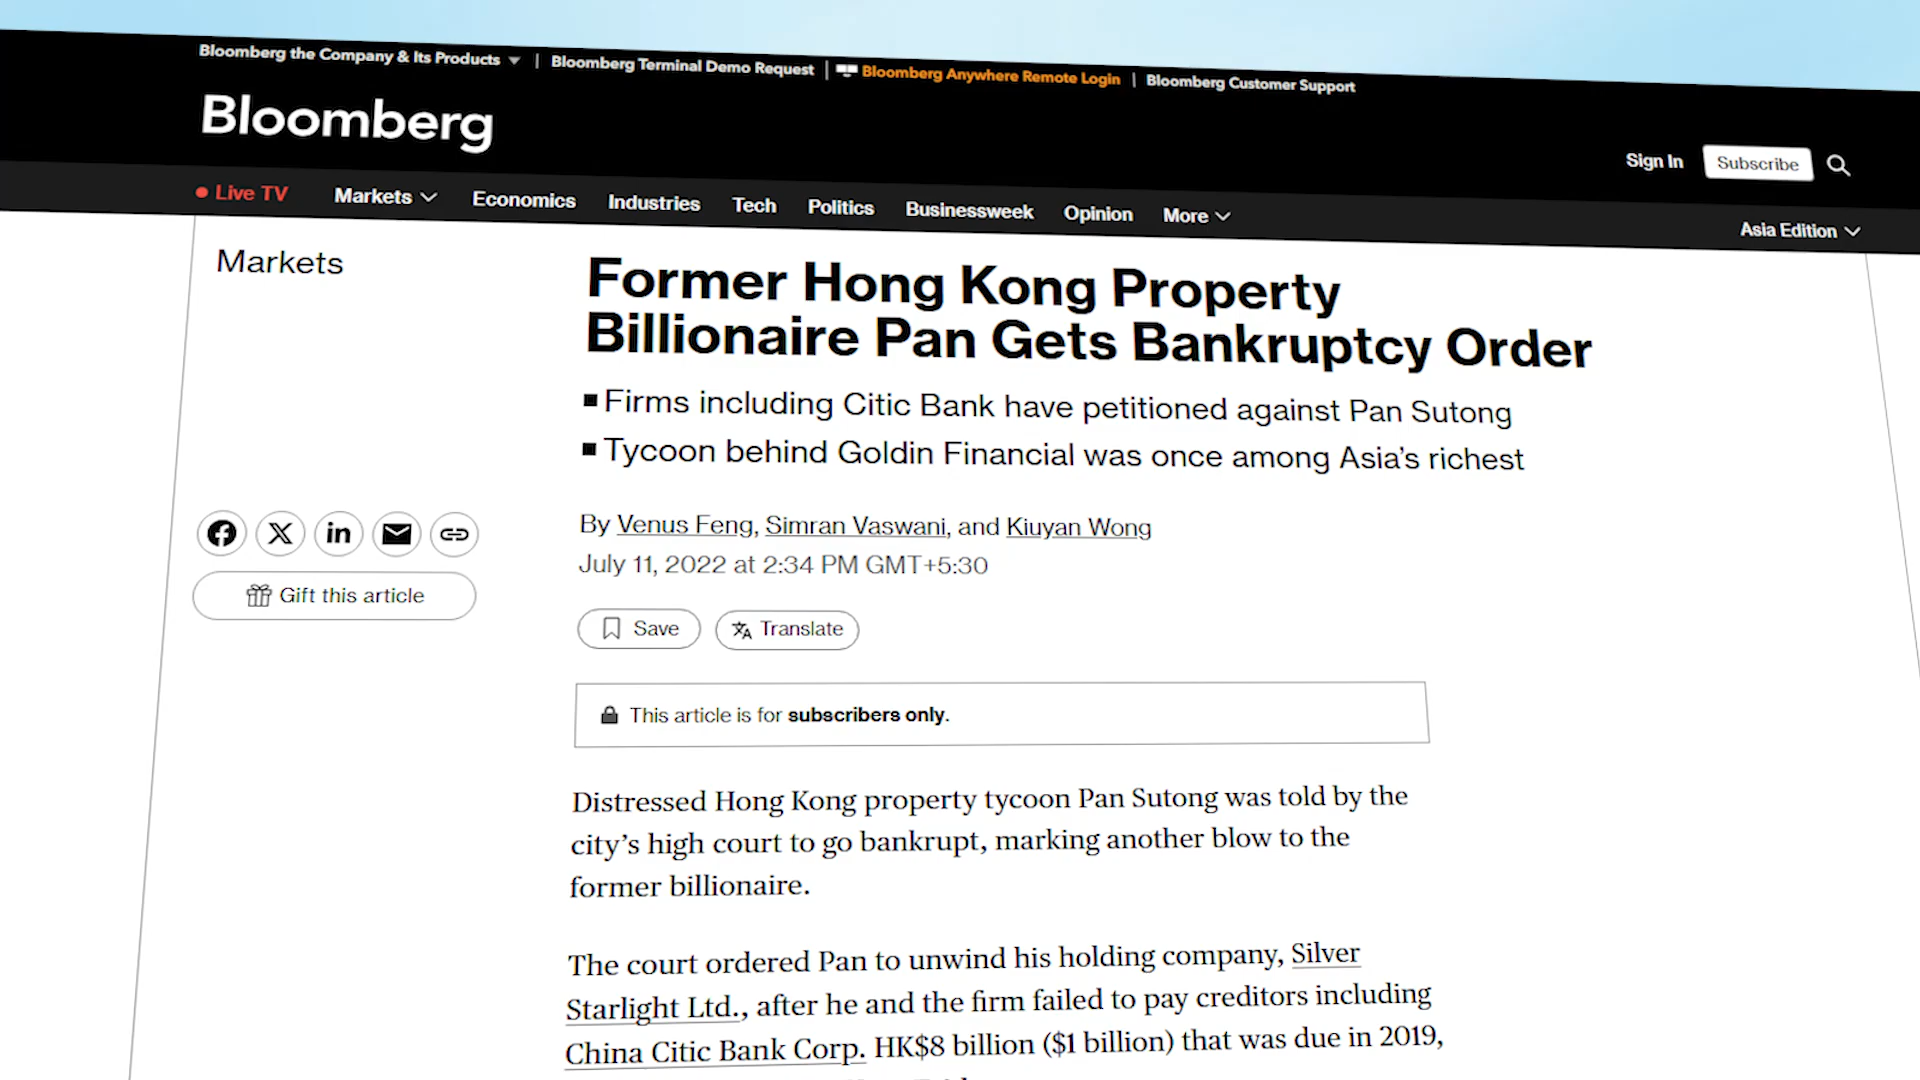 Bloomberg the Company & Its Products | Bloomberg Terminal Demo Request | Bloomberg Anywhere Remote Login | Bloomberg Customer Support
Bloomberg
Sign In Subscribe
Live TV Markets Economics Industries Tech Politics Businessweek Opinion More
Asia Edition
Markets
Former Hong Kong Property
Billionaire Pan Gets Bankruptcy Order
Firms including Citic Bank have petitioned against Pan Sutong
Tycoon behind Goldin Financial was once among Asia's richest
By Venus Feng, Simran Vaswani, and Kiuyan Wong
July 11, 2022 at 2:34 PM GMT+5:30
Gift this article
Save Translate
This article is for subscribers only.
Distressed Hong Kong property tycoon Pan Sutong was told by the
city's high court to go bankrupt, marking another blow to the
former billionaire.
The court ordered Pan to unwind his holding company, Silver
Starlight Ltd., after he and the firm failed to pay creditors including
China Citic Bank Corp. HK$8 billion ($1 billion) that was due in 2019,